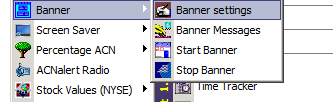 Banner
Screen Saver
Percentage ACN
ACNalert Radio
Stock Values (NYSE)
Banner settings
Banner Messages
Start Banner
Stop Banner
Time Tracker